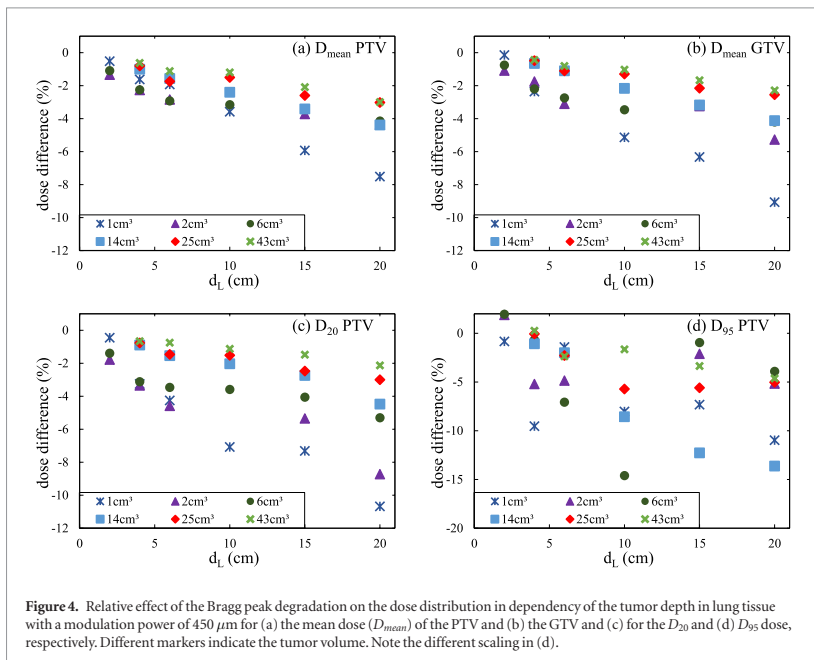 (a) Dmean PTV
dose difference (%)
0
-2
-4
-6
-8
-10
-12
1cm³ 2cm³ 6cm³
14cm³ 25cm³ 43cm³
0 5 10 15 20
dL (cm)
(b) Dmean GTV
dose difference (%)
0
-2
-4
-6
-8
-10
-12
1cm³ 2cm³ 6cm³
14cm³ 25cm³ 43cm³
0 5 10 15 20
dL (cm)
(c) D20 PTV
dose difference (%)
0
-2
-4
-6
-8
-10
-12
1cm³ 2cm³ 6cm³
14cm³ 25cm³ 43cm³
0 5 10 15 20
dL (cm)
(d) D95 PTV
dose difference (%)
0
-5
-10
-15
-20
1cm³ 2cm³ 6cm³
14cm³ 25cm³ 43cm³
0 5 10 15 20
dL (cm)
Figure 4. Relative effect of the Bragg peak degradation on the dose distribution in dependency of the tumor depth in lung tissue
with a modulation power of 450 μm for (a) the mean dose (Dmean) of the PTV and (b) the GTV and (c) for the D20 and (d) D95 dose,
respectively. Different markers indicate the tumor volume. Note the different scaling in (d).